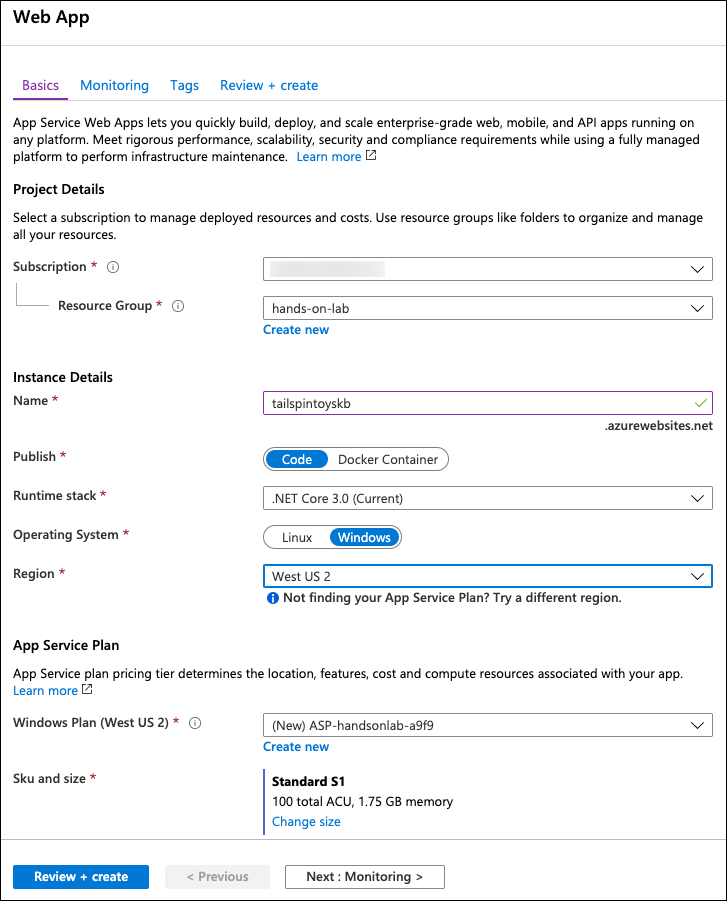 Web App
Basics Monitoring Tags Review + create
App Service Web Apps lets you quickly build, deploy, and scale enterprise-grade web, mobile, and API apps running on
any platform. Meet rigorous performance, scalability, security and compliance requirements while using a fully managed
platform to perform infrastructure maintenance. Learn more
Project Details
Select a subscription to manage deployed resources and costs. Use resource groups like folders to organize and manage
all your resources.
Subscription *
Resource Group * hands-on-lab
Create new
Instance Details
Name * tailspintoyskb
.azurewebsites.net
Publish * Code Docker Container
Runtime stack * .NET Core 3.0 (Current)
Operating System * Linux Windows
Region * West US 2
Not finding your App Service Plan? Try a different region.
App Service Plan
App Service plan pricing tier determines the location, features, cost and compute resources associated with your app.
Learn more
Windows Plan (West US 2) * (New) ASP-handsonlab-a9f9
Create new
Sku and size * Standard S1
100 total ACU, 1.75 GB memory
Change size
Review + create < Previous Next : Monitoring >